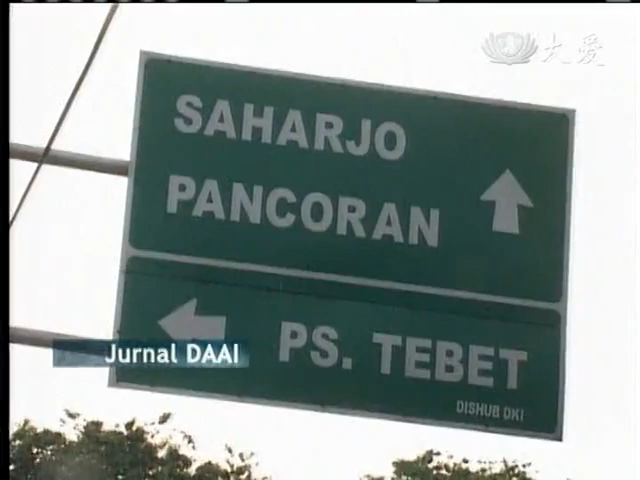 大愛
SAHARJO
PANCORAN
PS. TEBET
Jurnal DAAI
DISHUB DKI